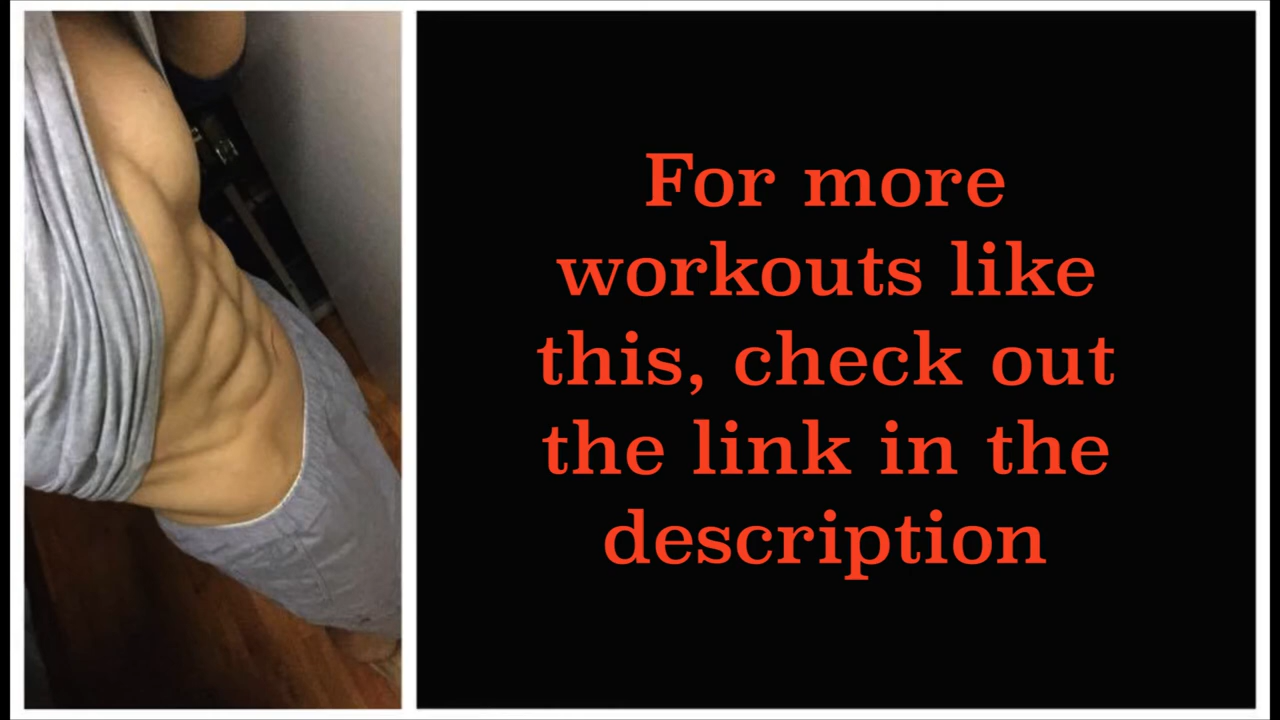 For more
workouts like
this, check out
the link in the
description